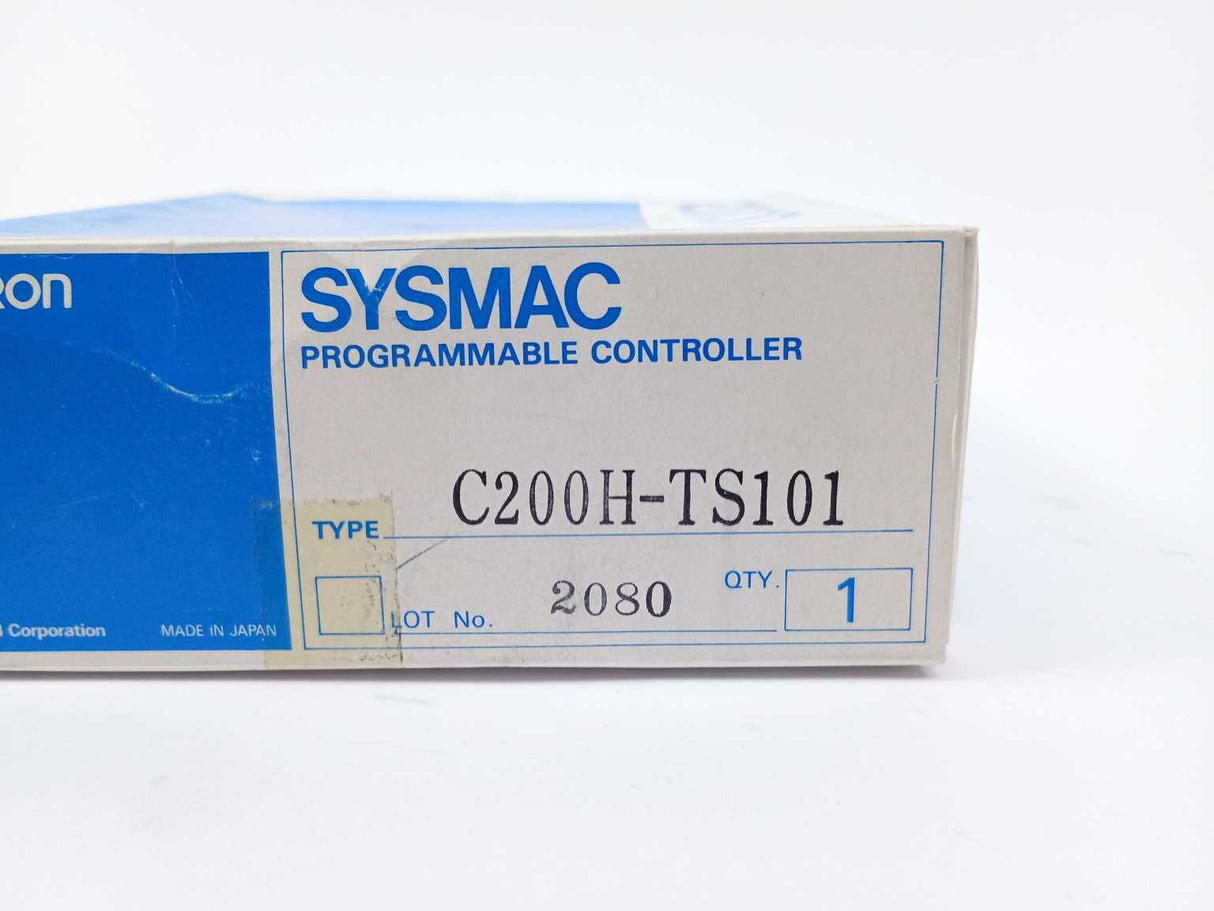 RON
SYSMAC
PROGRAMMABLE CONTROLLER
C200H-TS101
TYPE
2080
QTY.
1
LOT No.
Corporation
MADE IN JAPAN